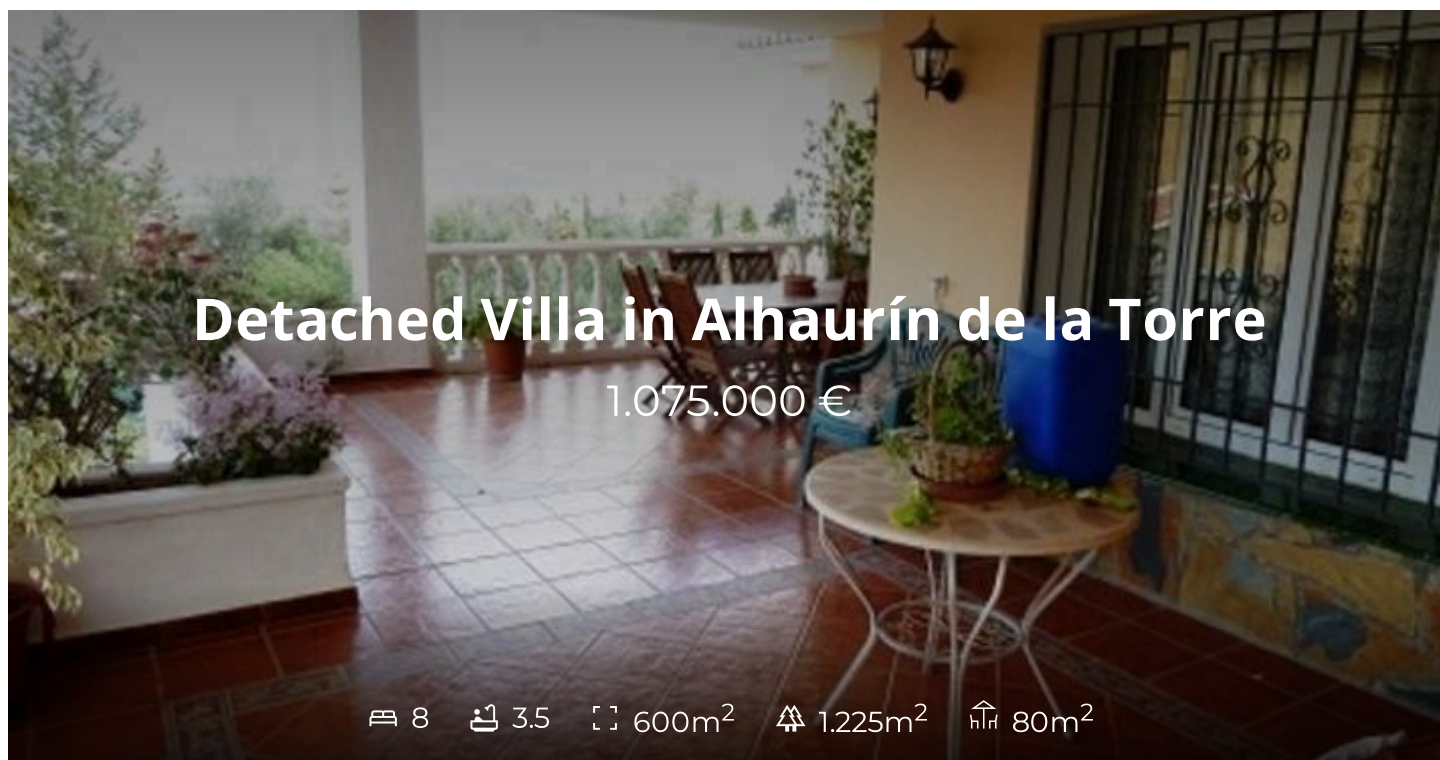 Detached Villa in Alhaurín de la Torre
1.075.000 €
8 3.5 600m² 1.225m² 80m²